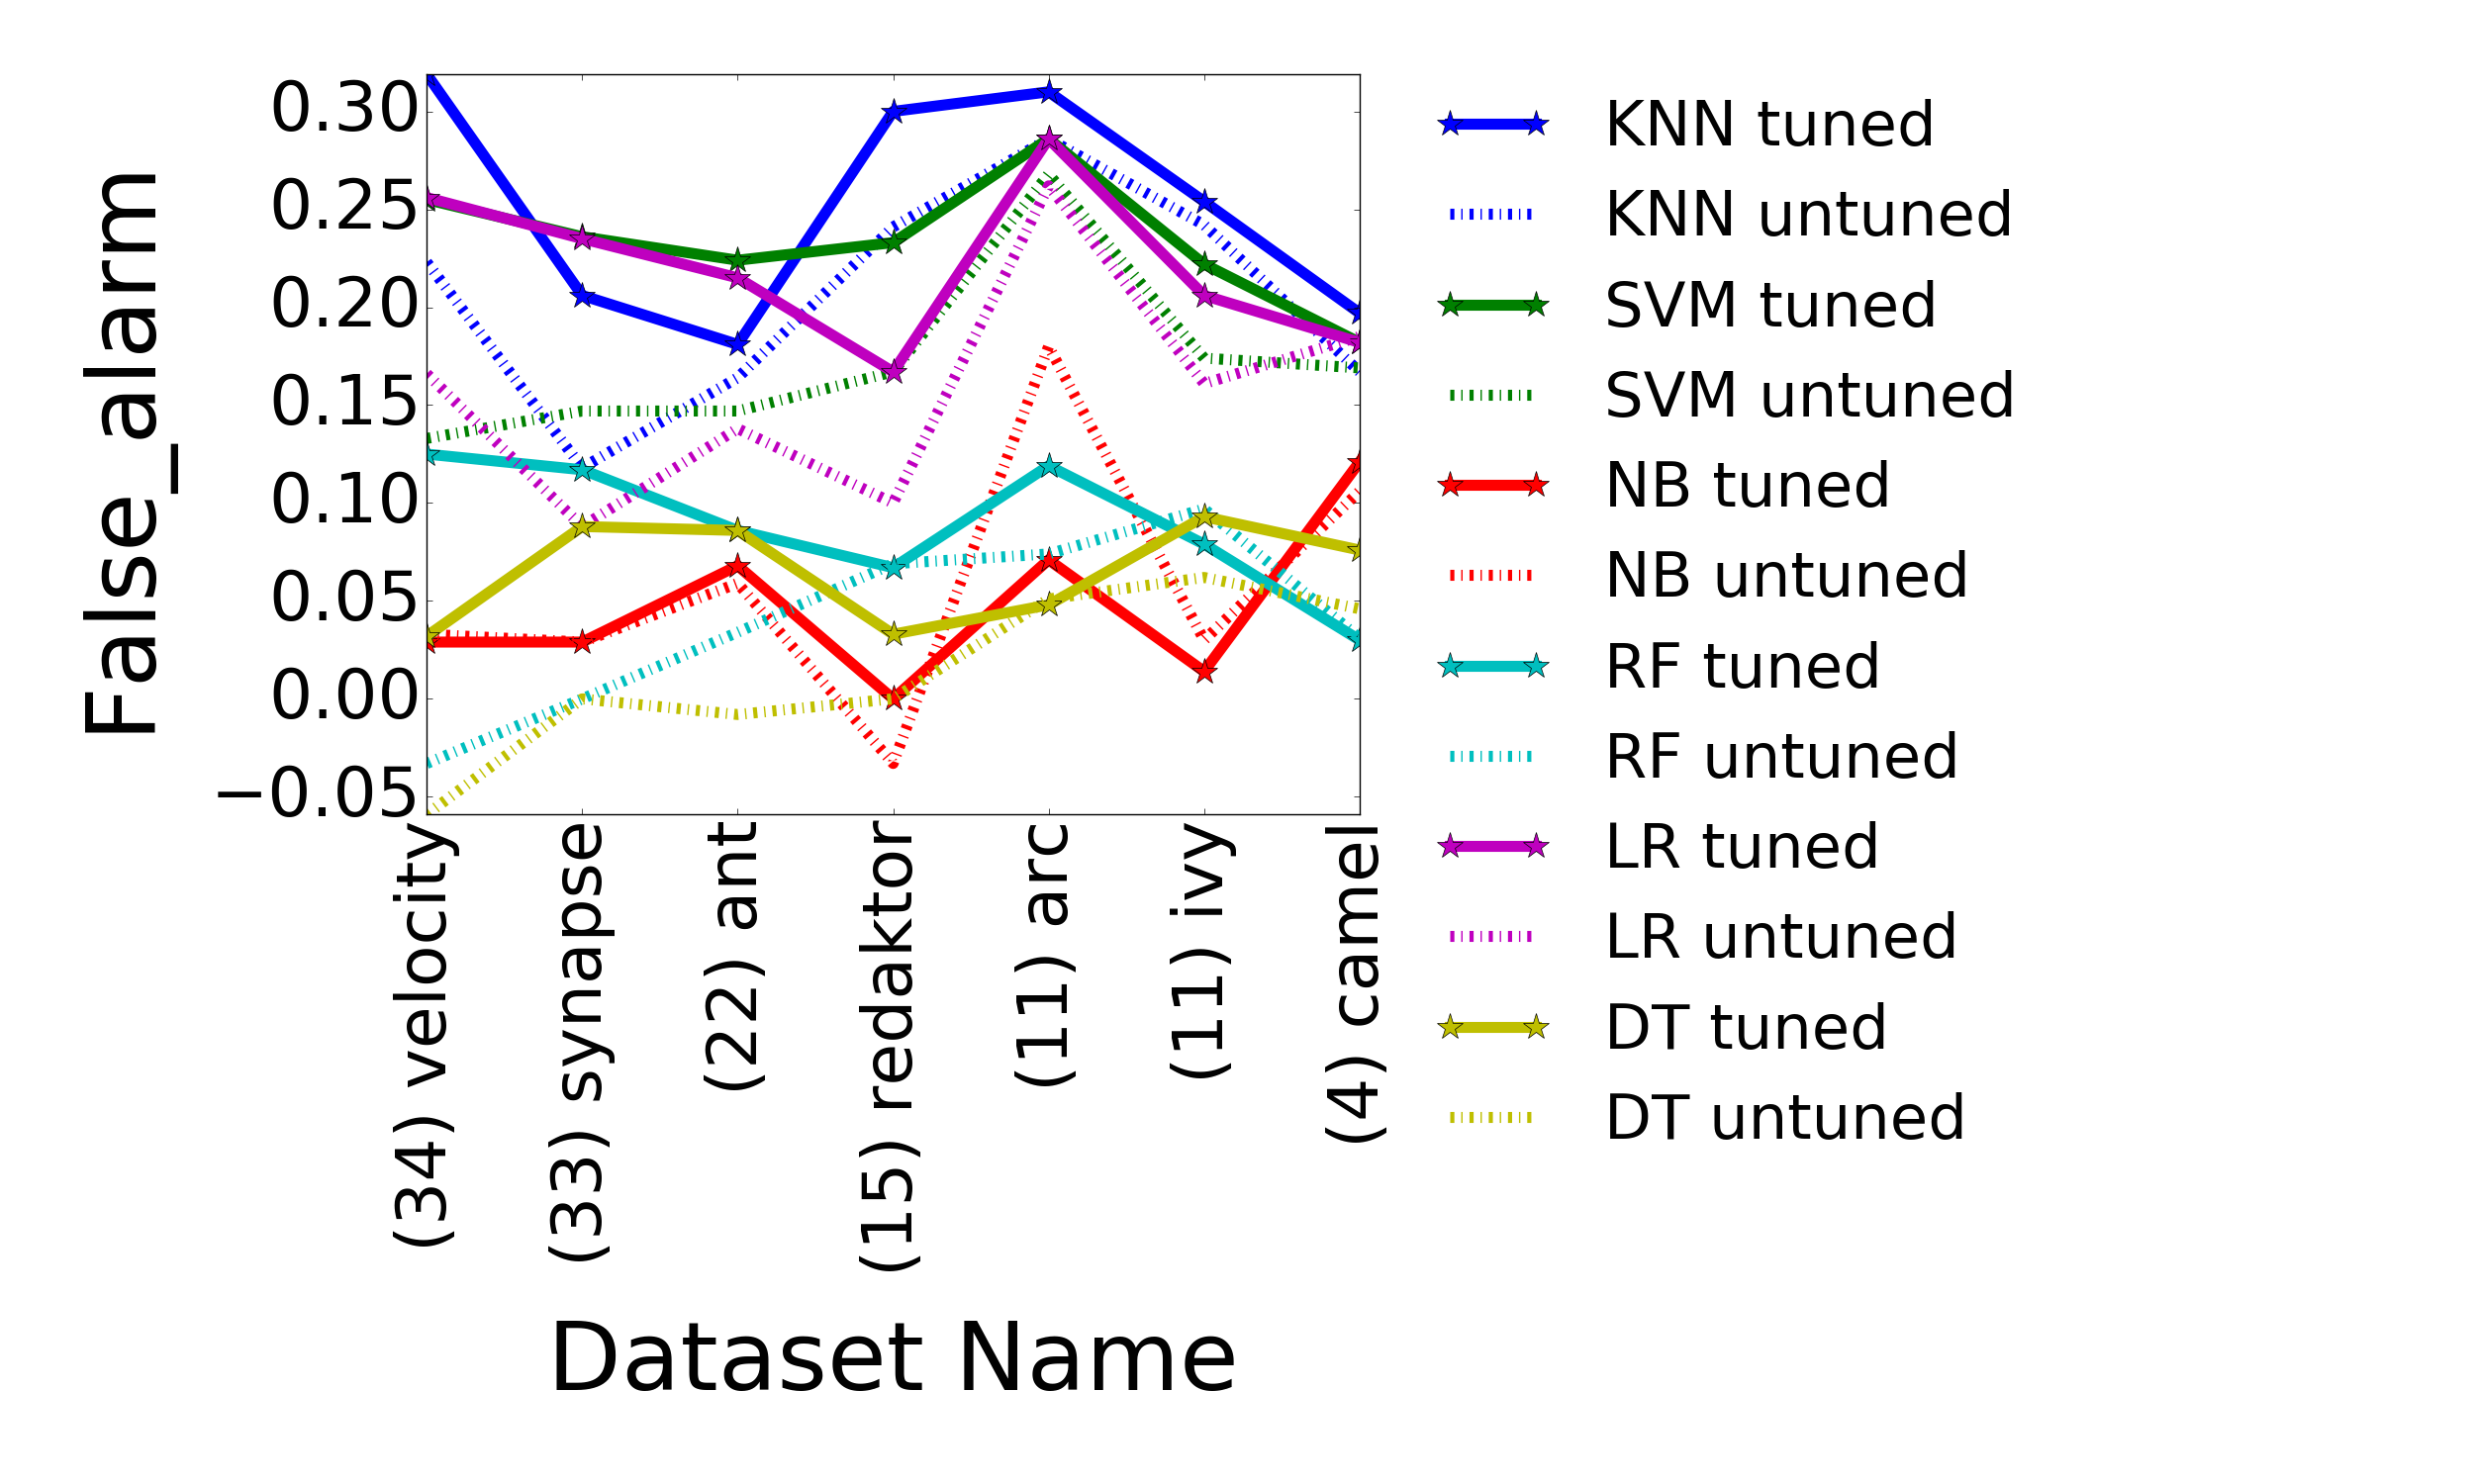 False_alarm
0.30
0.25
0.20
0.15
0.10
0.05
0.00
−0.05
(34) velocity
(33) synapse
(22) ant
(15) redaktor
(11) arc
(11) ivy
(4) camel
Dataset Name
KNN tuned
KNN untuned
SVM tuned
SVM untuned
NB tuned
NB untuned
RF tuned
RF untuned
LR tuned
LR untuned
DT tuned
DT untuned